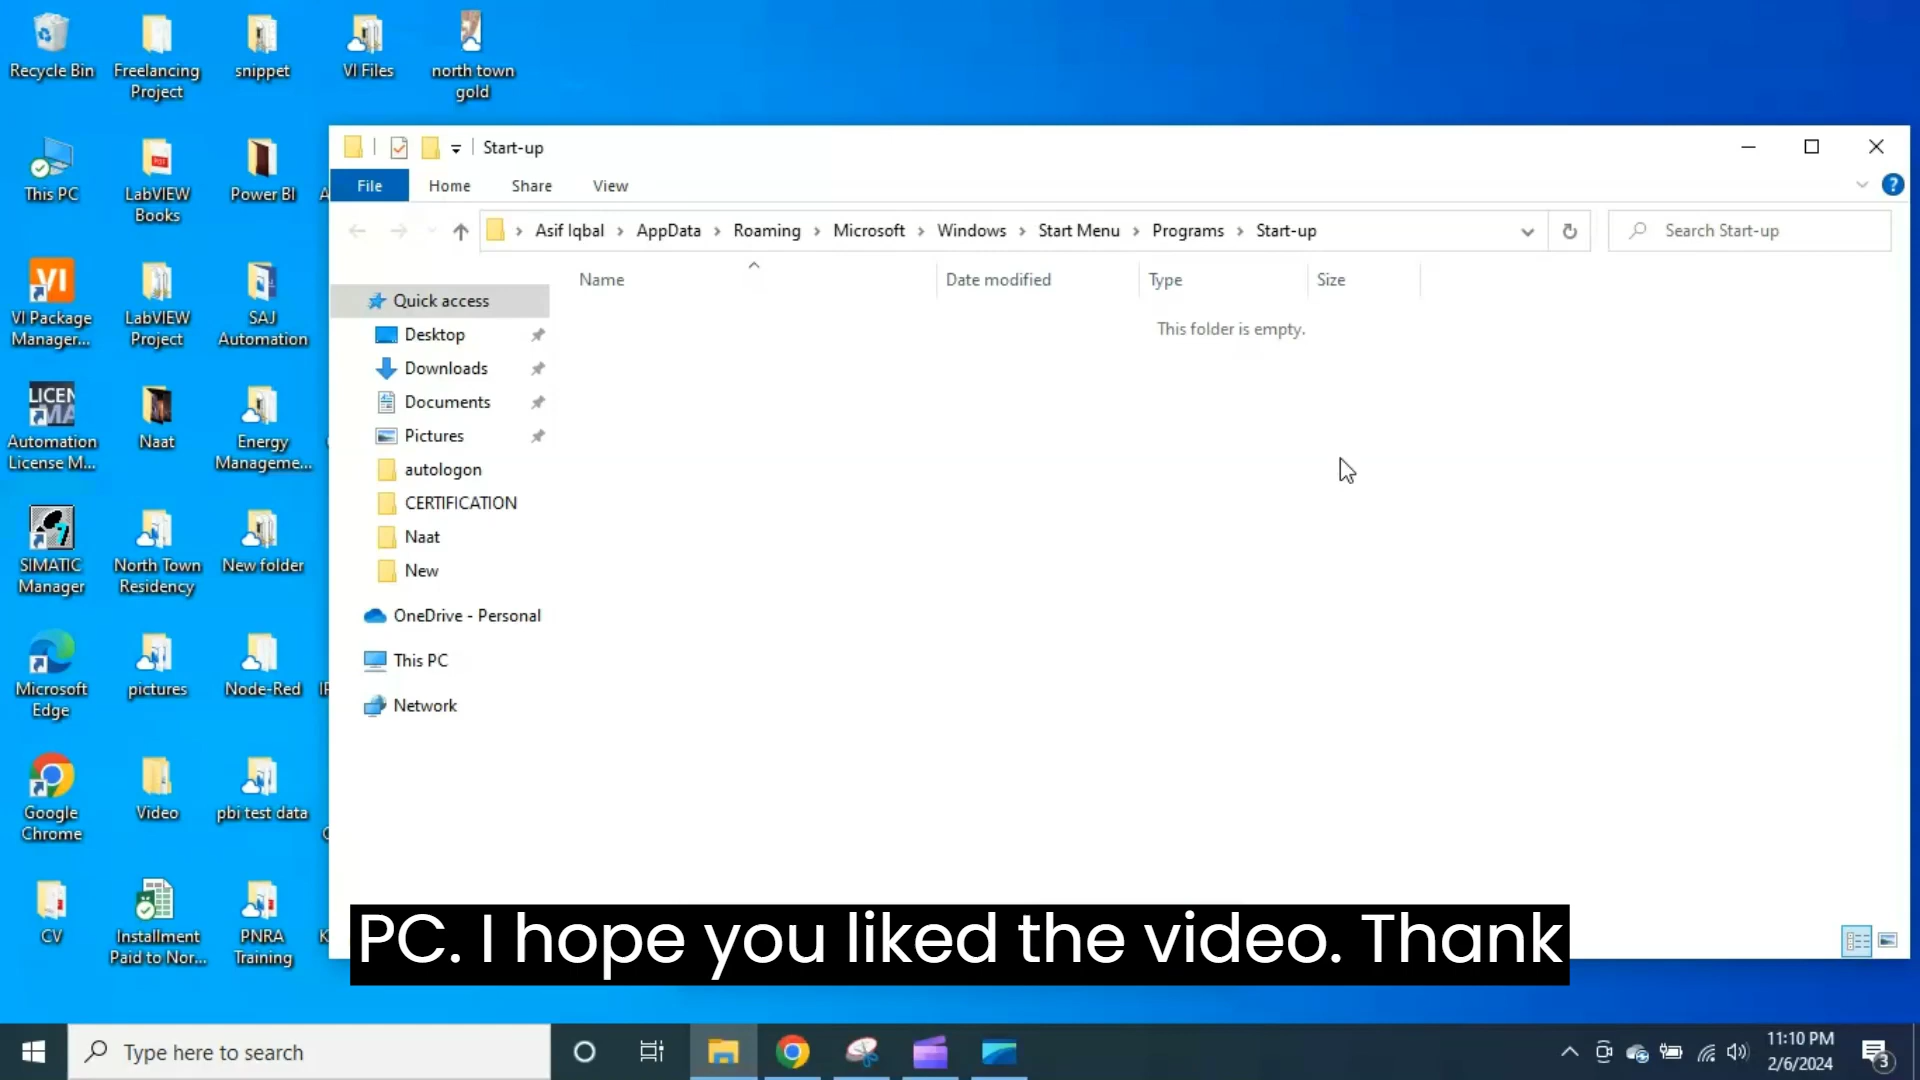 Recycle Bin
Freelancing
Project
snippet
VI Files
north town
gold
This PC
LabVIEW
Books
Power BI
A
VI
VI Package
Manager...
LabVIEW
Project
SAJ
Automation
LICEN
MA
Automation
License M...
Naat
Energy
Manageme...
SIMATIC
Manager
North Town
Residency
New folder
Microsoft
Edge
pictures
Node-Red
Google
Chrome
Video
pbi test data
CV
Installment
Paid to Nor...
PNRA
Training
K
Start-up
File Home Share View
Asif Iqbal AppData Roaming Microsoft Windows Start Menu Programs Start-up
Search Start-up
Name Date modified Type Size
This folder is empty.
Quick access
Desktop
Downloads
Documents
Pictures
autologon
CERTIFICATION
Naat
New
OneDrive - Personal
This PC
Network
PC. I hope you liked the video. Thank
Type here to search
11:10 PM
2/6/2024
3